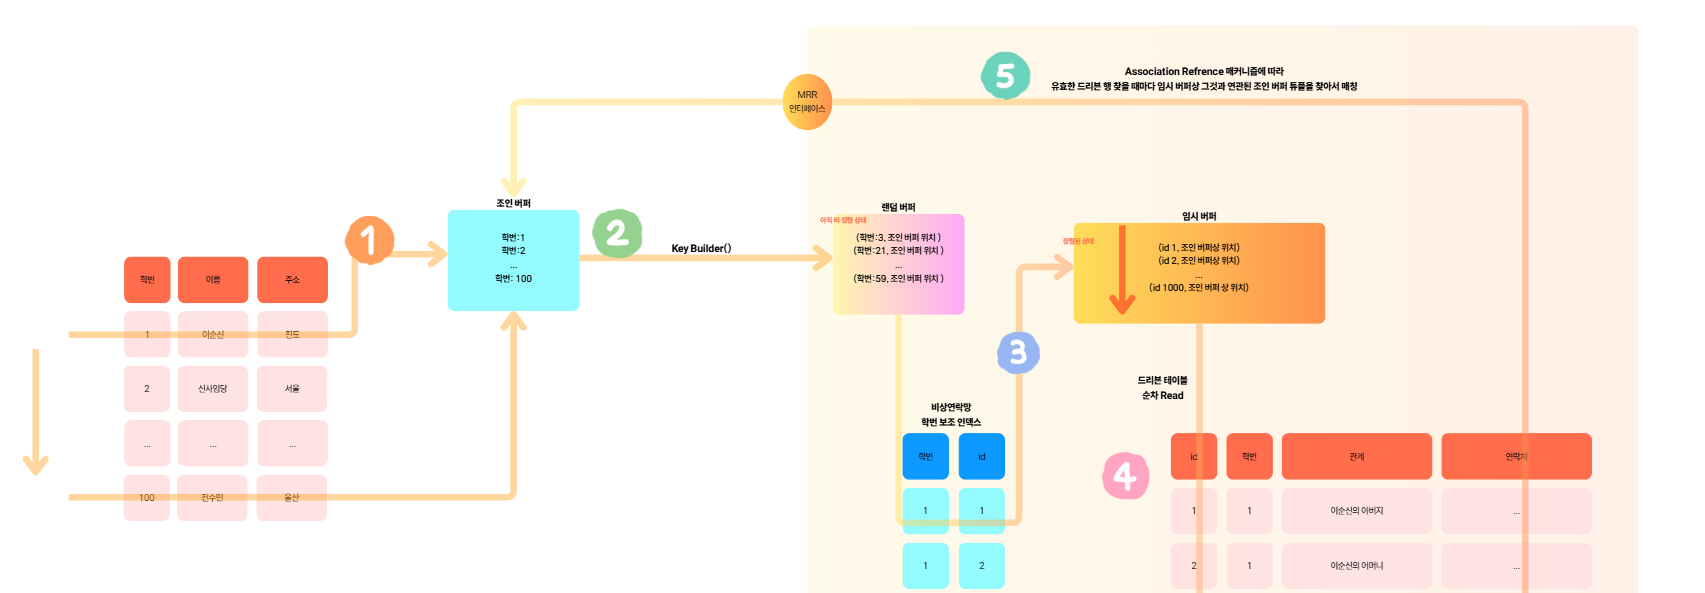 5
Association Refrence 매커니즘에 따라
유효한 드리븐 행 찾을 때마다 임시 버퍼상 그것과 연관된 조인 버퍼 튜플을 찾아서 매칭
MRR
인터페이스
1
조인 버퍼
학번:1
학번:2
...
학번: 100
2
Key Builder()
랜덤 버퍼
아직 비 정렬 상태
(학번:3, 조인 버퍼 위치 )
(학번:21, 조인 버퍼 위치 )
...
(학번:59, 조인 버퍼 위치 )
임시 버퍼
정렬된 상태
(id 1, 조인 버퍼상 위치)
(id 2, 조인 버퍼상 위치)
...
(id 1000, 조인 버퍼 상 위치)
학번 이름 주소
1 이순신 진도
2 신사임당 서울
... ... ...
100 전수민 울산
3
비상연락망
학번 보조 인덱스
학번 id
1 1
1 2
드리븐 테이블
순차 Read
4
id 학번 관계 연락처
1 1 이순신의 아버지 ...
2 1 이순신의 어머니 ...